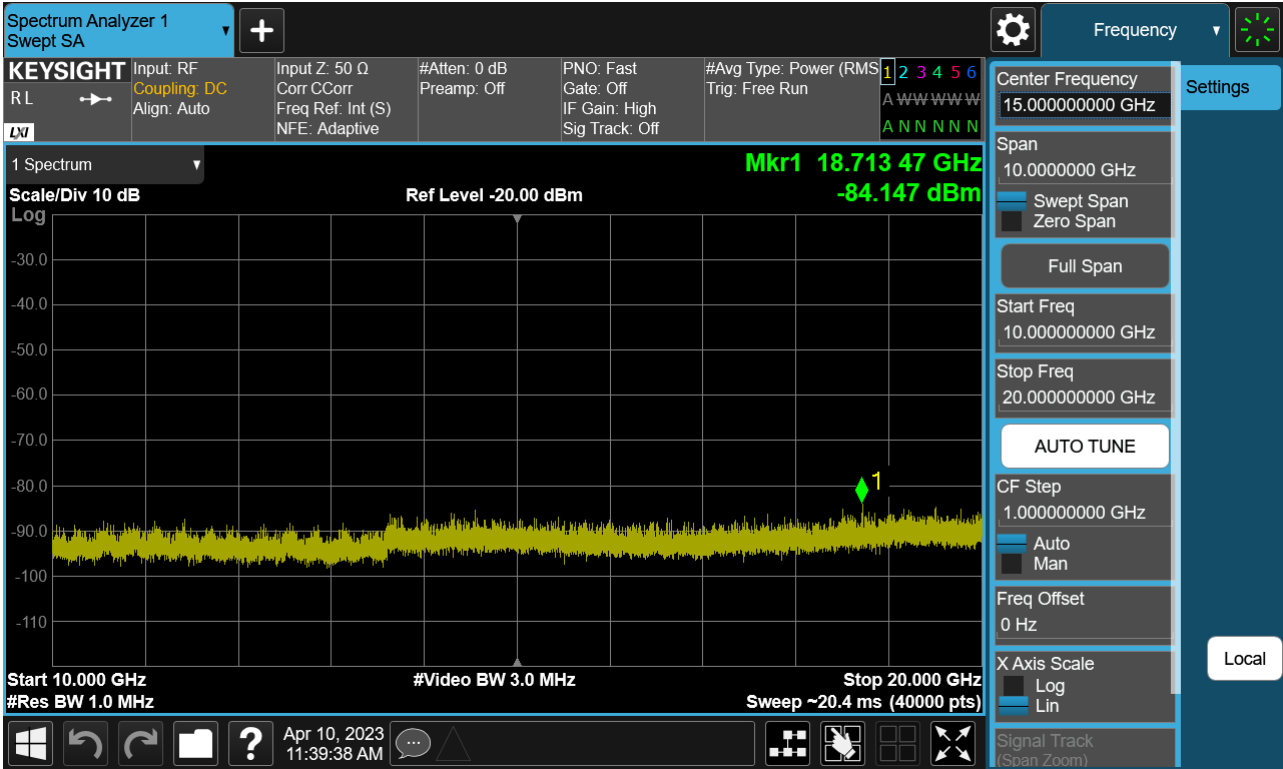 Spectrum Analyzer 1
Swept SA
+
Frequency
KEYSIGHT
R L
LXI
Input: RF
Coupling: DC
Align: Auto
Input Z: 50 Ω
Corr CCorr
Freq Ref: Int (S)
NFE: Adaptive
#Atten: 0 dB
Preamp: Off
PNO: Fast
Gate: Off
IF Gain: High
Sig Track: Off
#Avg Type: Power (RMS
Trig: Free Run
1 2 3 4 5 6
A W W W W W
A N N N N N
1 Spectrum
Scale/Div 10 dB
Log
Ref Level -20.00 dBm
Mkr1 18.713 47 GHz
-84.147 dBm
-30.0
-40.0
-50.0
-60.0
-70.0
-80.0
-90.0
-100
-110
1
Start 10.000 GHz
#Res BW 1.0 MHz
#Video BW 3.0 MHz
Stop 20.000 GHz
Sweep ~20.4 ms (40000 pts)
Center Frequency
15.000000000 GHz
Span
10.0000000 GHz
Swept Span
Zero Span
Full Span
Start Freq
10.000000000 GHz
Stop Freq
20.000000000 GHz
AUTO TUNE
CF Step
1.000000000 GHz
Auto
Man
Freq Offset
0 Hz
X Axis Scale
Log
Lin
Signal Track
(Span Zoom)
Settings
Local
?
Apr 10, 2023
11:39:38 AM